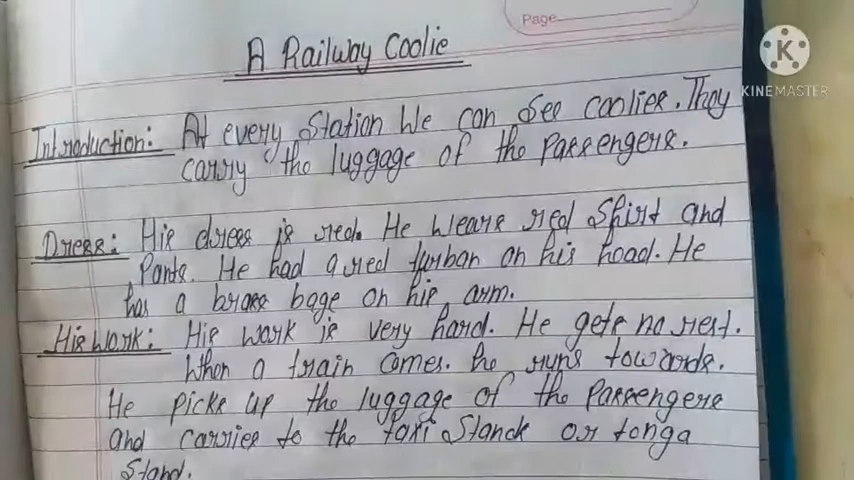 Page
A Railway Coolie
KINEMASTER
Introduction: At every Station We can See coolies. They
carry the luggage of the Passengers.
Dress: His dress is red. He wears red Shirt and
Pants. He had a red turban on his head. He
has a brass bage on his arm.
His work: His work is very hard. He gets no rest.
When a train comes. he runs towards.
He picks up the luggage of the Passengers
and carries to the taxi Stand or tonga
Stand.